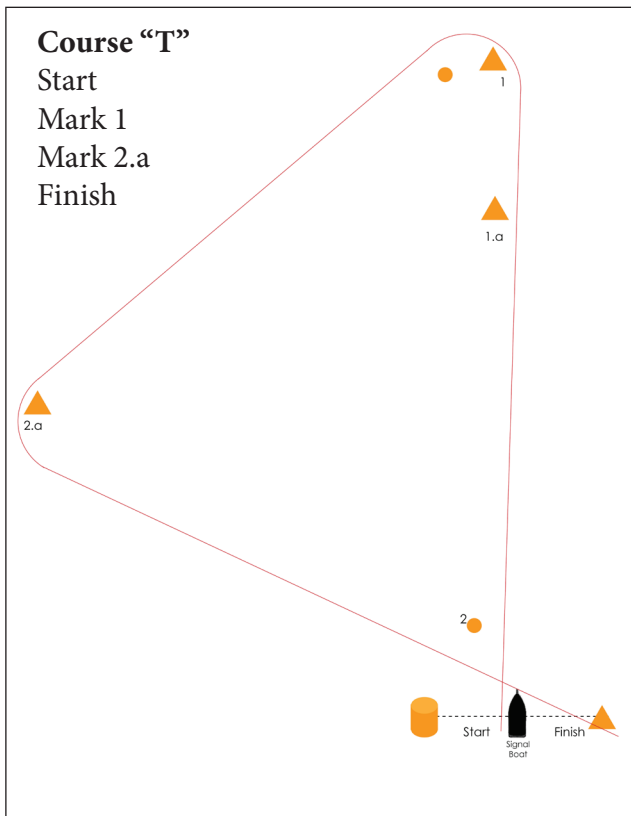 Course “T”
Start
Mark 1
Mark 2.a
Finish
1
1.a
2.a
2
Start
Signal
Boat
Finish